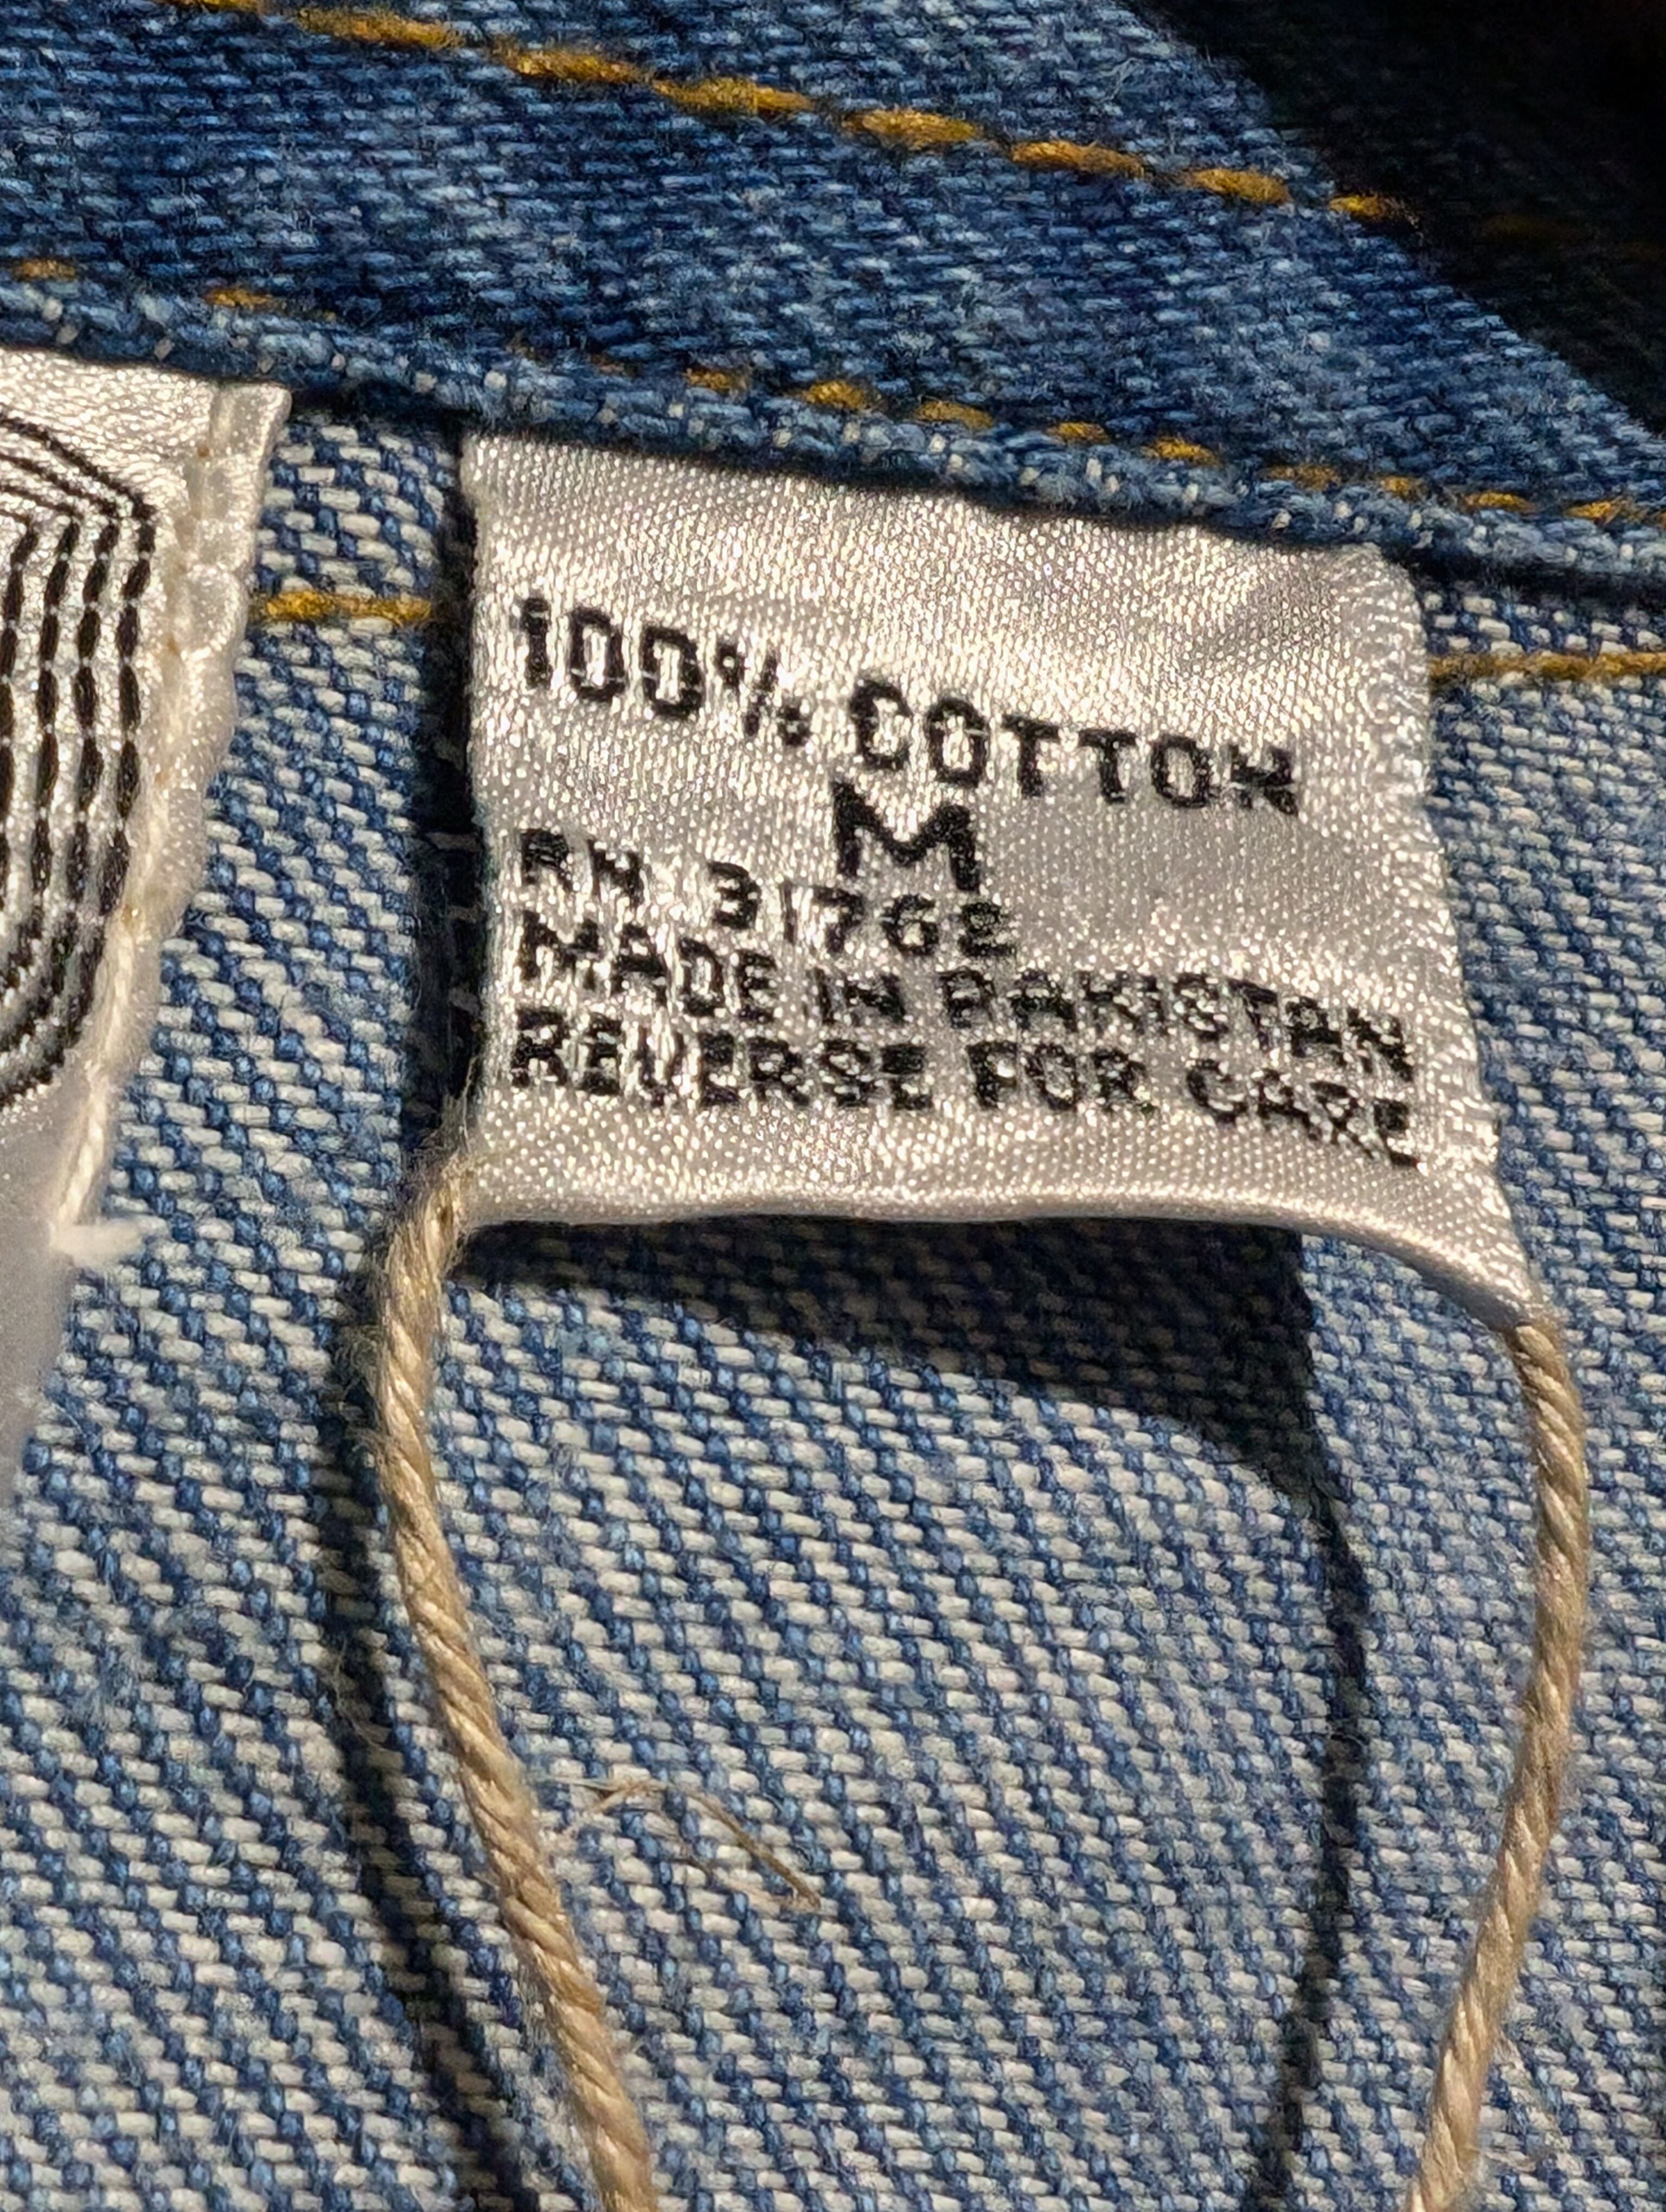 100% COTTON
M
RN 31762
MADE IN PAKISTAN
REVERSE FOR CARE